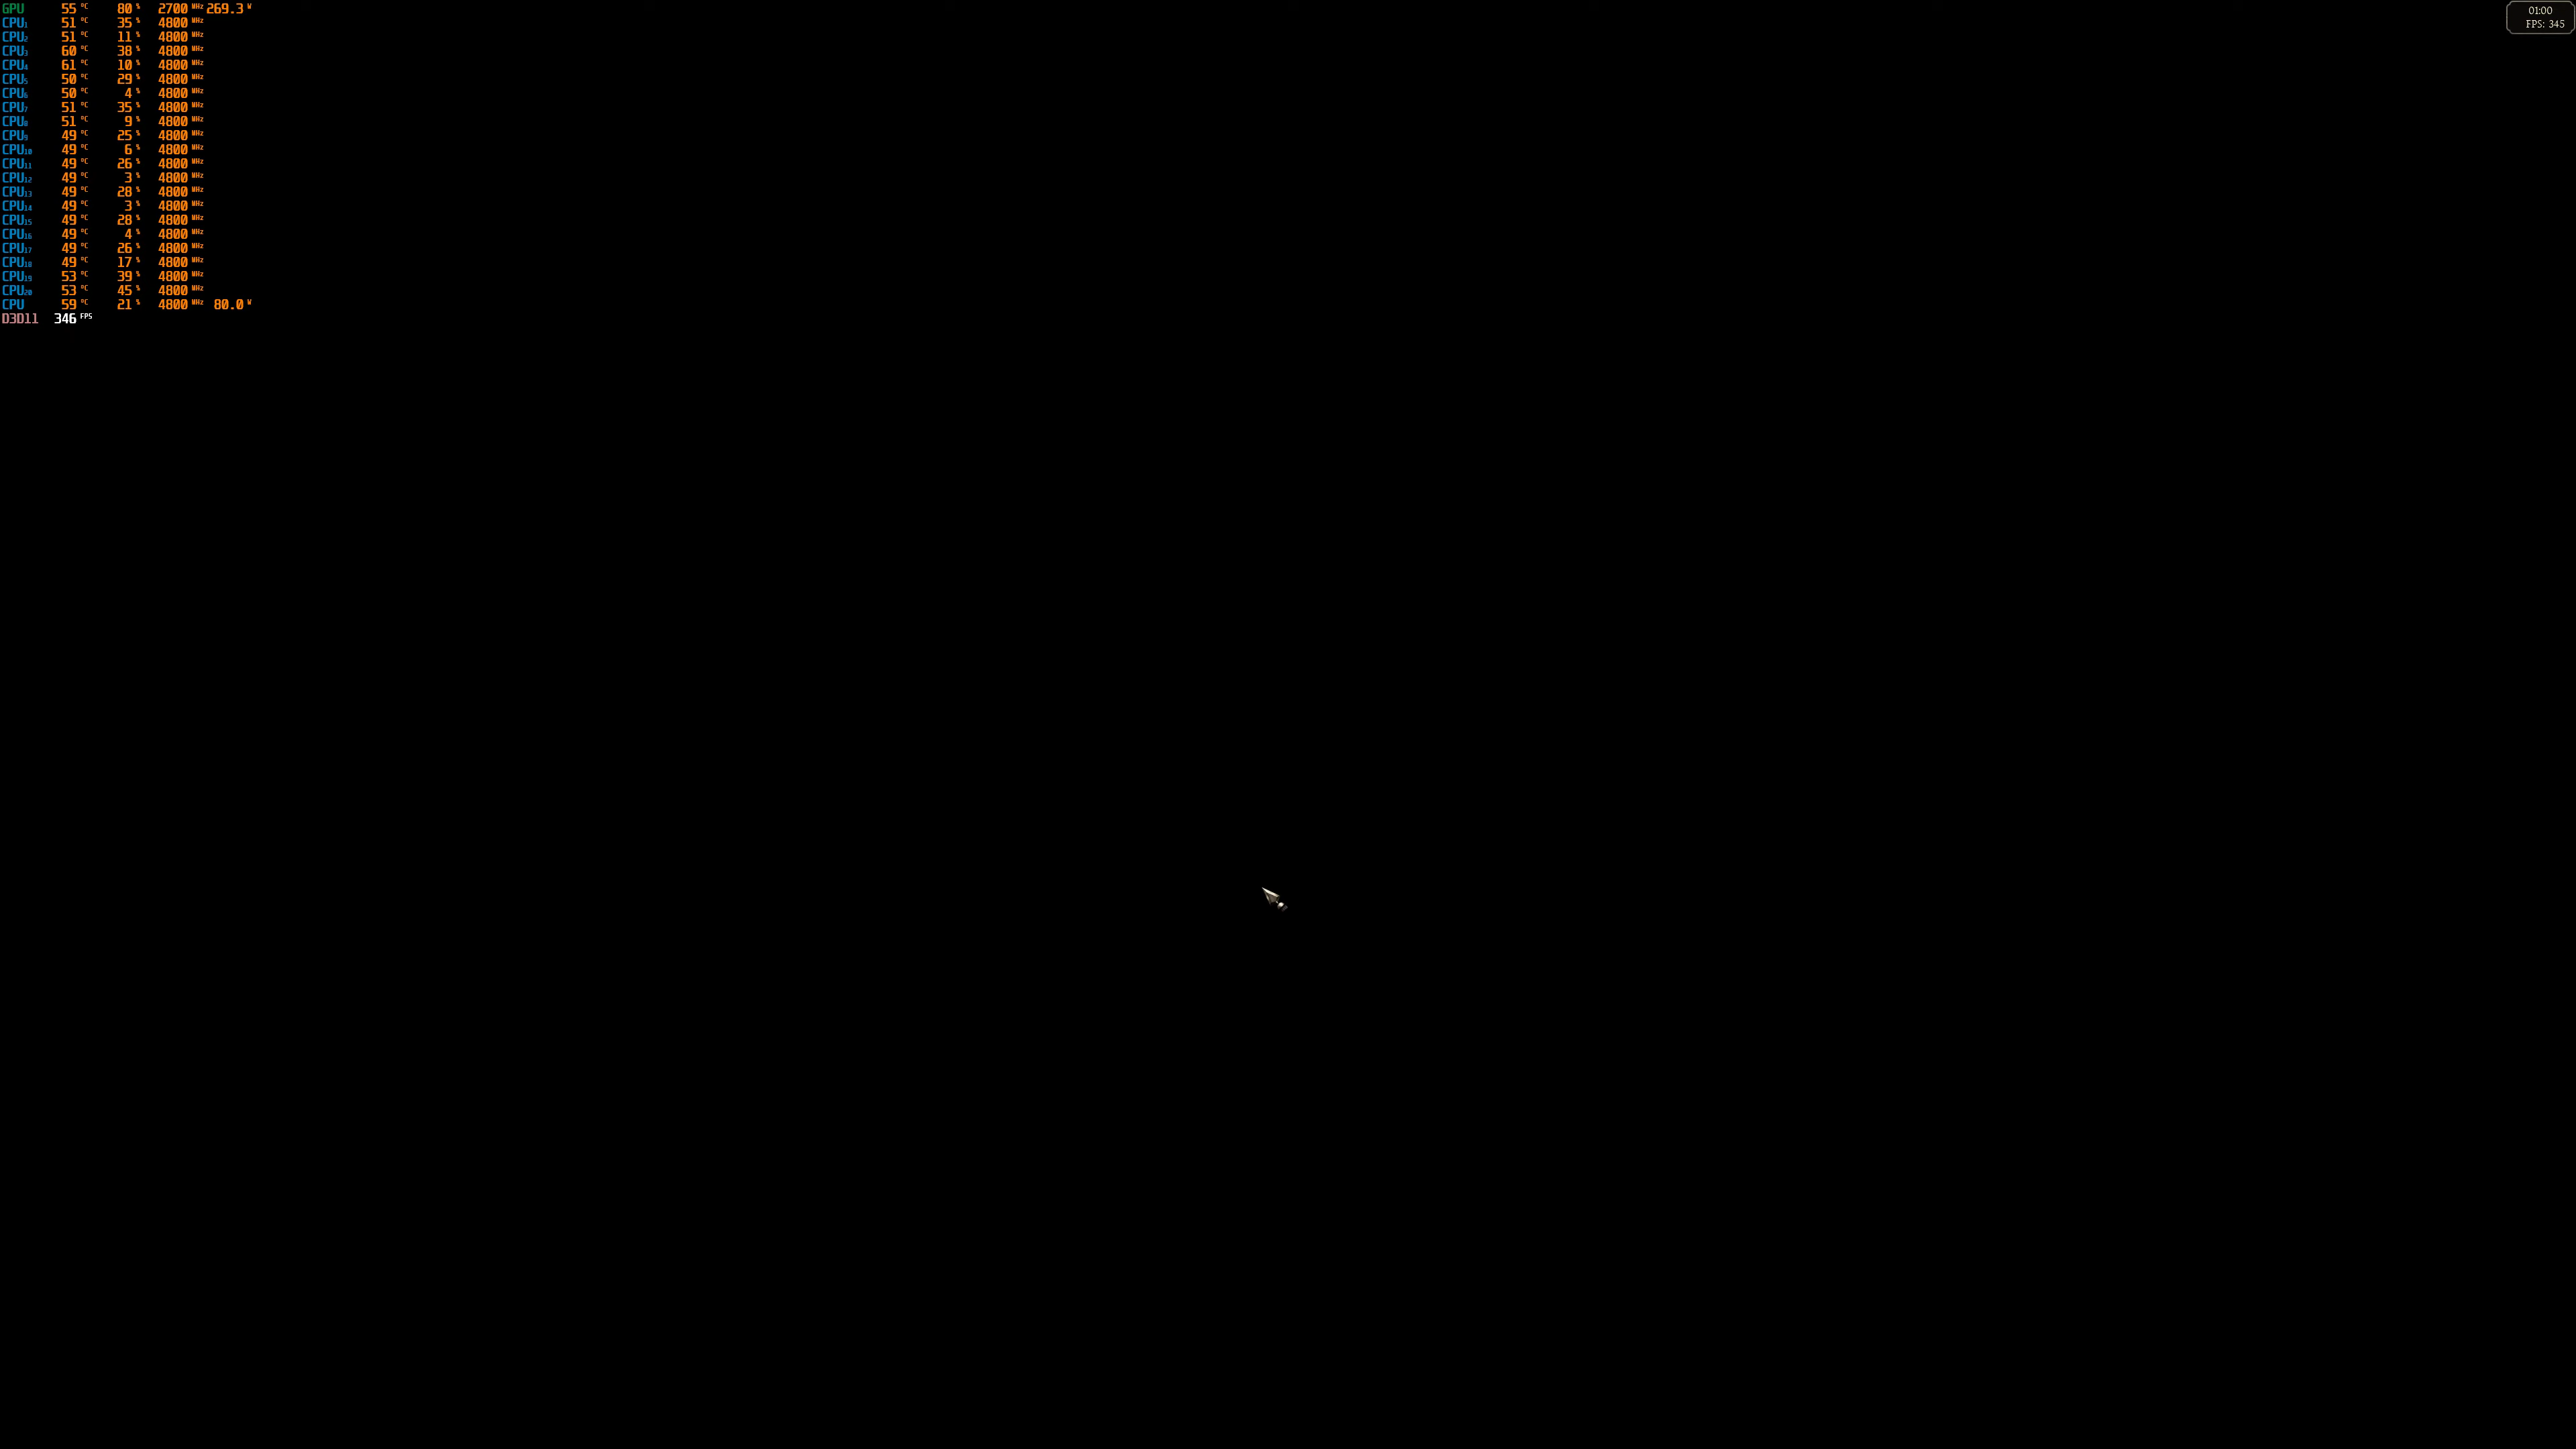 GPU 55 °C 80 % 2700 MHz 269.3 W
CPU1 51 °C 35 % 4800 MHz
CPU2 51 °C 11 % 4800 MHz
CPU3 60 °C 38 % 4800 MHz
CPU4 61 °C 10 % 4800 MHz
CPU5 50 °C 29 % 4800 MHz
CPU6 50 °C 4 % 4800 MHz
CPU7 51 °C 35 % 4800 MHz
CPU8 51 °C 9 % 4800 MHz
CPU9 49 °C 25 % 4800 MHz
CPU10 49 °C 6 % 4800 MHz
CPU11 49 °C 26 % 4800 MHz
CPU12 49 °C 3 % 4800 MHz
CPU13 49 °C 28 % 4800 MHz
CPU14 49 °C 3 % 4800 MHz
CPU15 49 °C 28 % 4800 MHz
CPU16 49 °C 4 % 4800 MHz
CPU17 49 °C 26 % 4800 MHz
CPU18 49 °C 17 % 4800 MHz
CPU19 53 °C 39 % 4800 MHz
CPU20 53 °C 45 % 4800 MHz
CPU 59 °C 21 % 4800 MHz 80.0 W
D3D11 346 FPS
01:00
FPS: 345